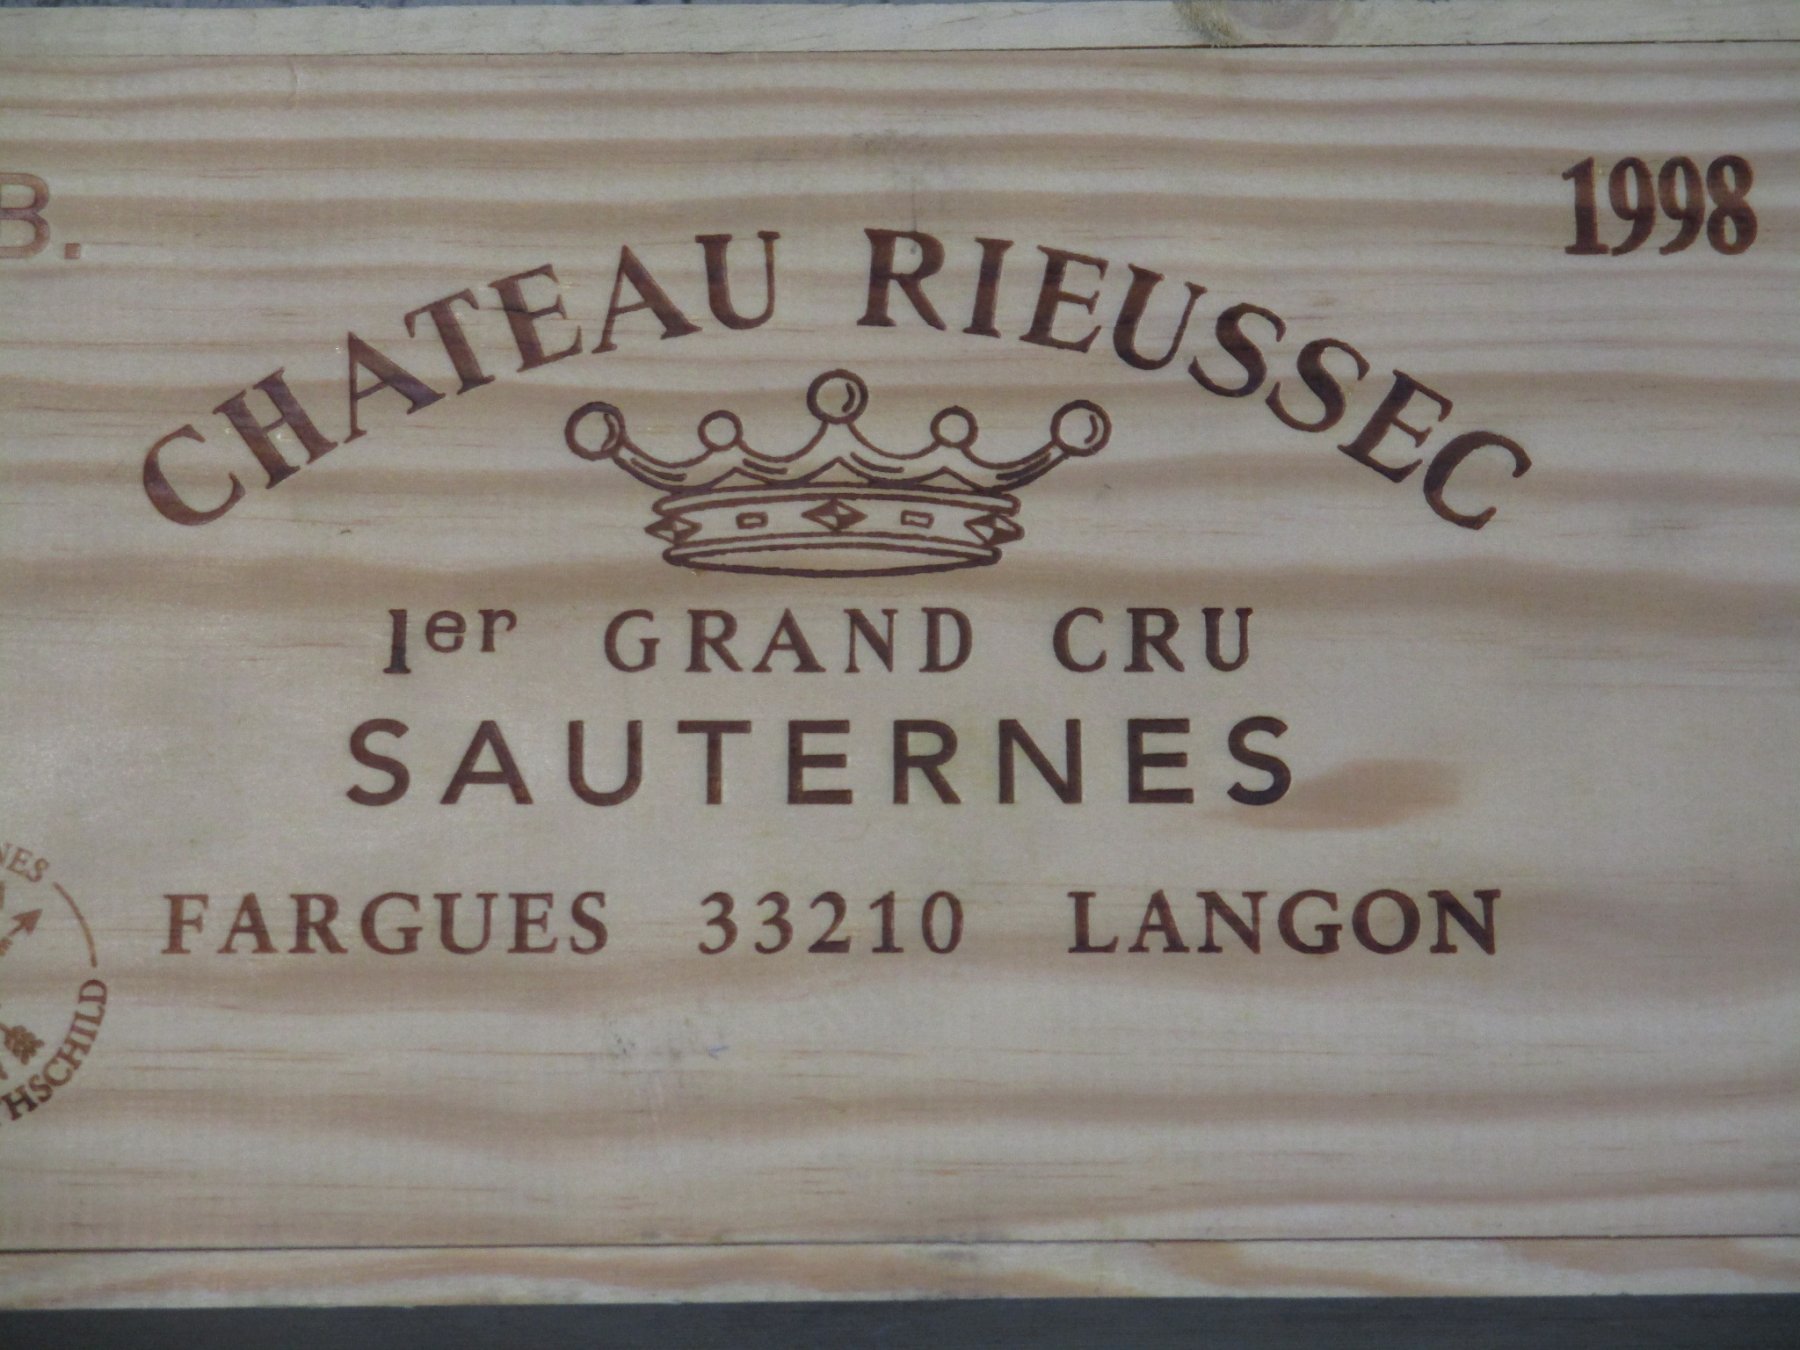 B.
1998
CHATEAU RIEUSSEC
1er GRAND CRU
SAUTERNES
FARGUES 33210 LANGON